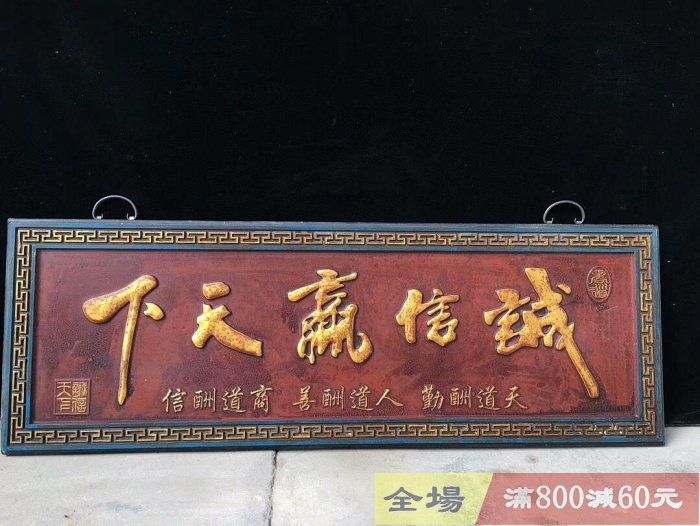 誠信赢天下
天道酬勤 人道酬善 商道酬信
全場 滿800減60元